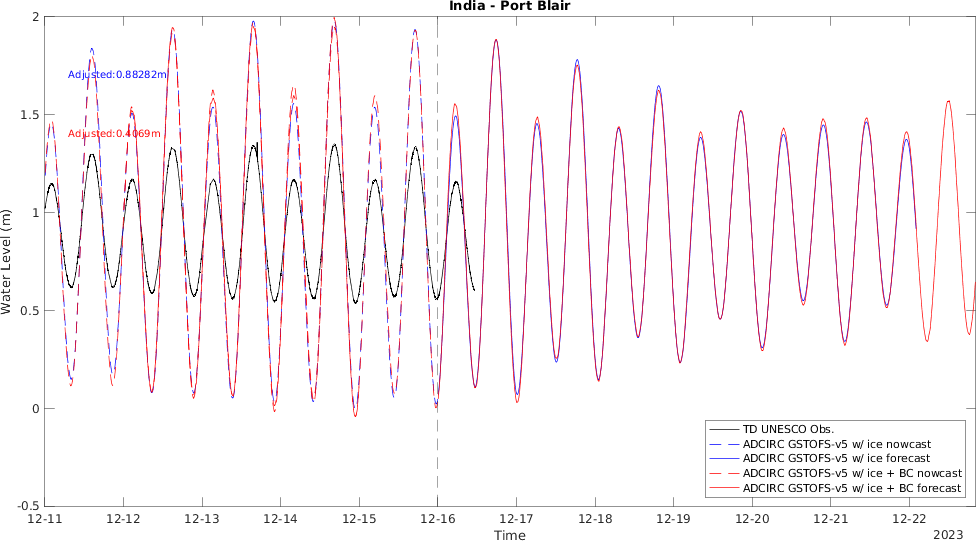 India - Port Blair
2
1.5
1
0.5
0
-0.5
Water Level (m)
Adjusted:0.88282m
Adjusted:0.4069m
TD UNESCO Obs.
ADCIRC GSTOFS-v5 w/ ice nowcast
ADCIRC GSTOFS-v5 w/ ice forecast
ADCIRC GSTOFS-v5 w/ ice + BC nowcast
ADCIRC GSTOFS-v5 w/ ice + BC forecast
12-11 12-12 12-13 12-14 12-15 12-16 12-17 12-18 12-19 12-20 12-21 12-22
Time
2023